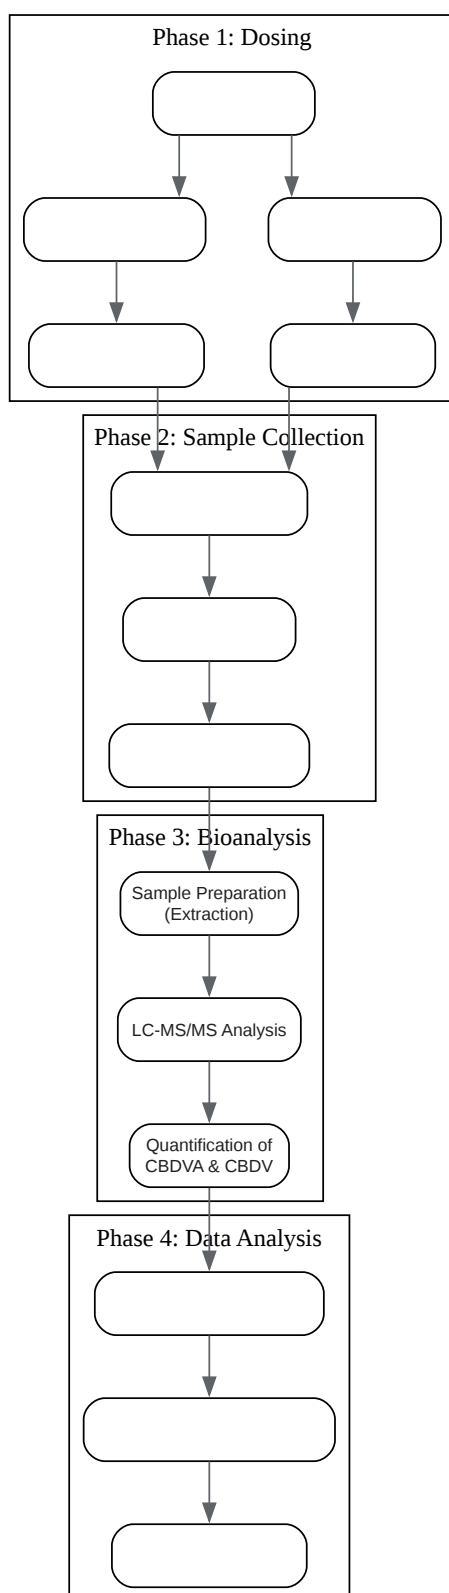 Phase 1: Dosing
Phase 2: Sample Collection
Phase 3: Bioanalysis
Sample Preparation
(Extraction)
LC-MS/MS Analysis
Quantification of
CBDVA & CBDV
Phase 4: Data Analysis